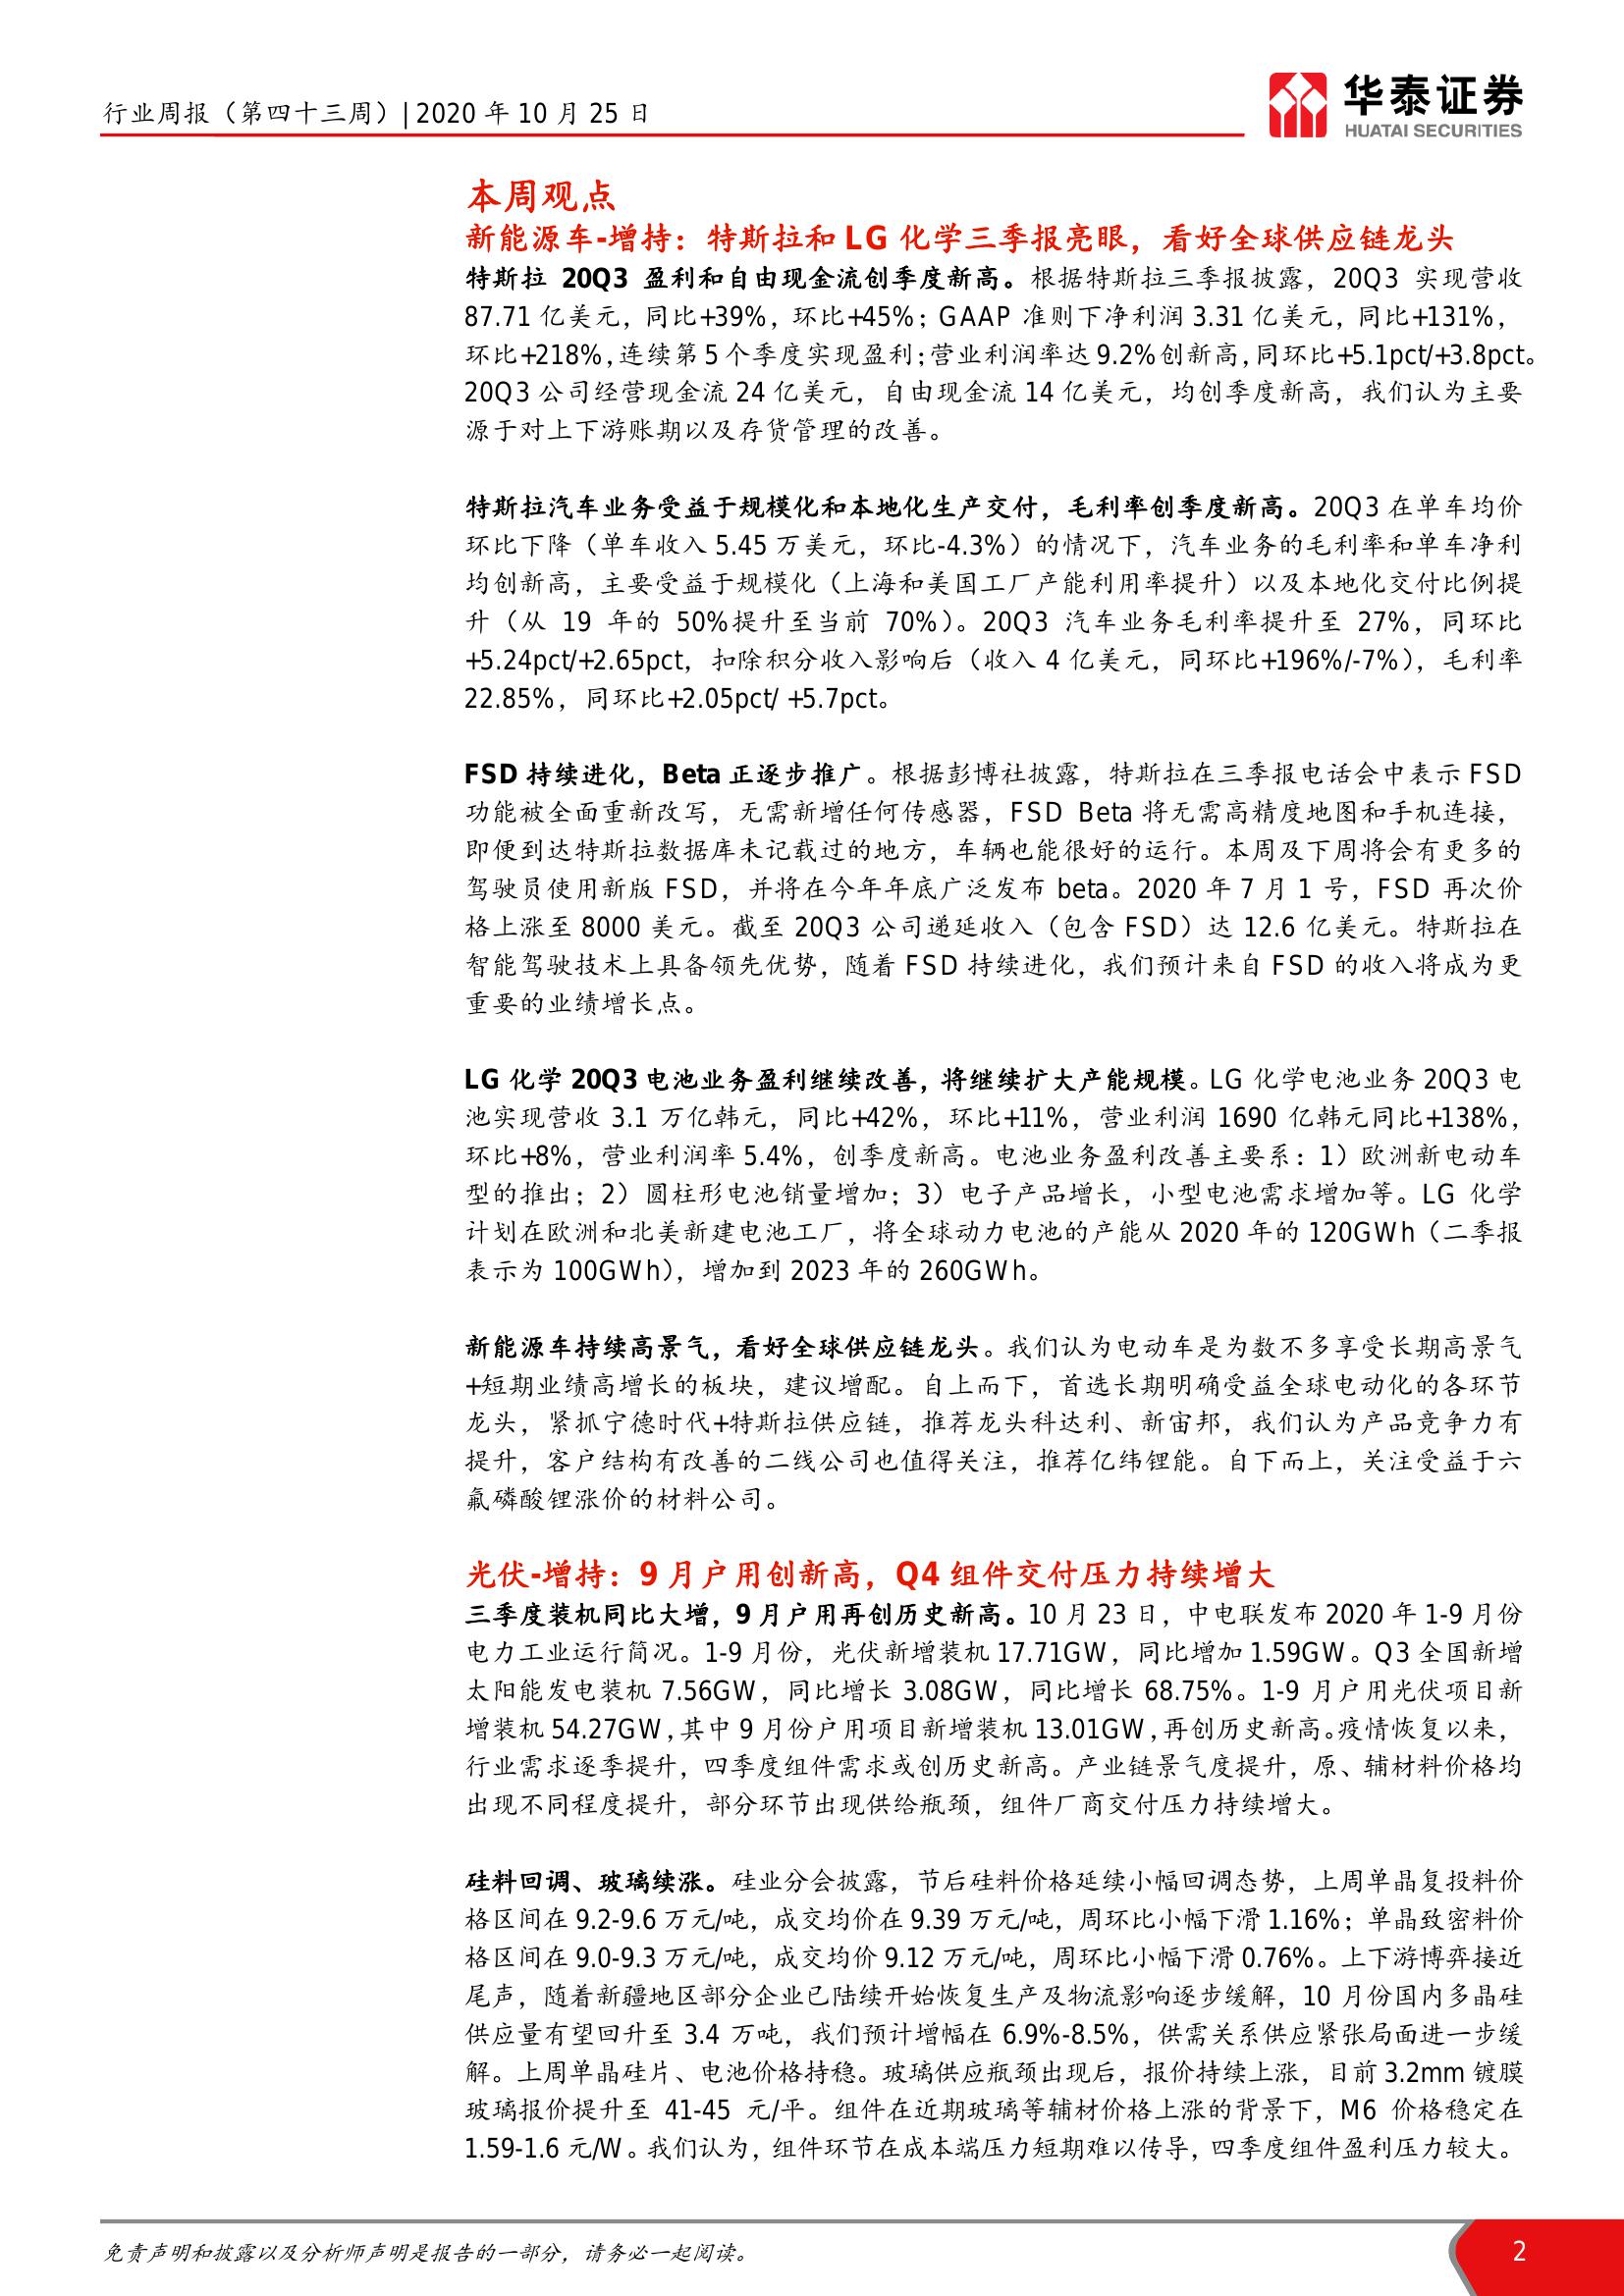 行业周报（第四十三周）| 2020 年 10 月 25 日
华泰证券
HUATAI SECURITIES
本周观点
新能源车-增持：特斯拉和 LG 化学三季报亮眼，看好全球供应链龙头
特斯拉 20Q3 盈利和自由现金流创季度新高。根据特斯拉三季报披露，20Q3 实现营收
87.71 亿美元，同比+39%，环比+45%；GAAP 准则下净利润 3.31 亿美元，同比+131%，
环比+218%，连续第 5 个季度实现盈利；营业利润率达 9.2%创新高，同环比+5.1pct/+3.8pct。
20Q3 公司经营现金流 24 亿美元，自由现金流 14 亿美元，均创季度新高，我们认为主要
源于对上下游账期以及存货管理的改善。
特斯拉汽车业务受益于规模化和本地化生产交付，毛利率创季度新高。20Q3 在单车均价
环比下降（单车收入 5.45 万美元，环比-4.3%）的情况下，汽车业务的毛利率和单车净利
均创新高，主要受益于规模化（上海和美国工厂产能利用率提升）以及本地化交付比例提
升（从 19 年的 50%提升至当前 70%）。20Q3 汽车业务毛利率提升至 27%，同环比
+5.24pct/+2.65pct，扣除积分收入影响后（收入 4 亿美元，同环比+196%/-7%），毛利率
22.85%，同环比+2.05pct/ +5.7pct。
FSD 持续进化，Beta 正逐步推广。根据彭博社披露，特斯拉在三季报电话会中表示 FSD
功能被全面重新改写，无需新增任何传感器，FSD Beta 将无需高精度地图和手机连接，
即便到达特斯拉数据库未记载过的地方，车辆也能很好的运行。本周及下周将会有更多的
驾驶员使用新版 FSD，并将在今年年底广泛发布 beta。2020 年 7 月 1 号，FSD 再次价
格上涨至 8000 美元。截至 20Q3 公司递延收入（包含 FSD）达 12.6 亿美元。特斯拉在
智能驾驶技术上具备领先优势，随着 FSD 持续进化，我们预计来自 FSD 的收入将成为更
重要的业绩增长点。
LG 化学 20Q3 电池业务盈利继续改善，将继续扩大产能规模。LG 化学电池业务 20Q3 电
池实现营收 3.1 万亿韩元，同比+42%，环比+11%，营业利润 1690 亿韩元同比+138%，
环比+8%，营业利润率 5.4%，创季度新高。电池业务盈利改善主要系：1）欧洲新电动车
型的推出；2）圆柱形电池销量增加；3）电子产品增长，小型电池需求增加等。LG 化学
计划在欧洲和北美新建电池工厂，将全球动力电池的产能从 2020 年的 120GWh（二季报
表示为 100GWh），增加到 2023 年的 260GWh。
新能源车持续高景气，看好全球供应链龙头。我们认为电动车是为数不多享受长期高景气
+短期业绩高增长的板块，建议增配。自上而下，首选长期明确受益全球电动化的各环节
龙头，紧抓宁德时代+特斯拉供应链，推荐龙头科达利、新宙邦，我们认为产品竞争力有
提升，客户结构有改善的二线公司也值得关注，推荐亿纬锂能。自下而上，关注受益于六
氟磷酸锂涨价的材料公司。
光伏-增持：9 月户用创新高，Q4 组件交付压力持续增大
三季度装机同比大增，9 月户用再创历史新高。10 月 23 日，中电联发布 2020 年 1-9 月份
电力工业运行简况。1-9 月份，光伏新增装机 17.71GW，同比增加 1.59GW。Q3 全国新增
太阳能发电装机 7.56GW，同比增长 3.08GW，同比增长 68.75%。1-9 月户用光伏项目新
增装机 54.27GW，其中 9 月份户用项目新增装机 13.01GW，再创历史新高。疫情恢复以来，
行业需求逐季提升，四季度组件需求或创历史新高。产业链景气度提升，原、辅材料价格均
出现不同程度提升，部分环节出现供给瓶颈，组件厂商交付压力持续增大。
硅料回调、玻璃续涨。硅业分会披露，节后硅料价格延续小幅回调态势，上周单晶复投料价
格区间在 9.2-9.6 万元/吨，成交均价在 9.39 万元/吨，周环比小幅下滑 1.16%；单晶致密料价
格区间在 9.0-9.3 万元/吨，成交均价 9.12 万元/吨，周环比小幅下滑 0.76%。上下游博弈接近
尾声，随着新疆地区部分企业已陆续开始恢复生产及物流影响逐步缓解，10 月份国内多晶硅
供应量有望回升至 3.4 万吨，我们预计增幅在 6.9%-8.5%，供需关系供应紧张局面进一步缓
解。上周单晶硅片、电池价格持稳。玻璃供应瓶颈出现后，报价持续上涨，目前 3.2mm 镀膜
玻璃报价提升至 41-45 元/平。组件在近期玻璃等辅材价格上涨的背景下，M6 价格稳定在
1.59-1.6 元/W。我们认为，组件环节在成本端压力短期难以传导，四季度组件盈利压力较大。
免责声明和披露以及分析师声明是报告的一部分，请务必一起阅读。
2